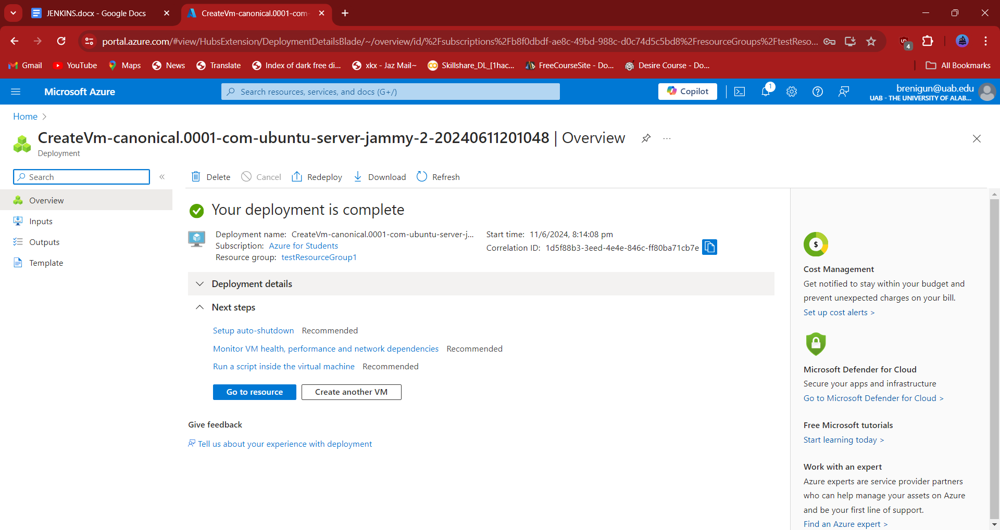 JENKINS.docx - Google Docs
CreateVm-canonical.0001-com-
portal.azure.com/#view/HubsExtension/DeploymentDetailsBlade/~/overview/id/%2Fsubscriptions%2Fb8f0dbdf-ae8c-49bd-988c-d0c74d5c5bd8%2FresourceGroups%2FtestReso...
4
Gmail
YouTube
Maps
News
Translate
Index of dark free di...
xkx - Jaz Mail~
Skillshare_DL_[1hac...
FreeCourseSite - Do...
Desire Course - Do...
All Bookmarks
Microsoft Azure
Search resources, services, and docs (G+/)
Copilot
1
brenigun@uab.edu
UAB - THE UNIVERSITY OF ALAB...
Home
CreateVm-canonical.0001-com-ubuntu-server-jammy-2-20240611201048 | Overview
Deployment
Search
Delete
Cancel
Redeploy
Download
Refresh
Overview
Inputs
Outputs
Template
Your deployment is complete
Deployment name: CreateVm-canonical.0001-com-ubuntu-server-j...
Subscription: Azure for Students
Resource group: testResourceGroup1
Start time: 11/6/2024, 8:14:08 pm
Correlation ID: 1d5f88b3-3eed-4e4e-846c-ff80ba71cb7e
Deployment details
Next steps
Setup auto-shutdown Recommended
Monitor VM health, performance and network dependencies Recommended
Run a script inside the virtual machine Recommended
Go to resource
Create another VM
Give feedback
Tell us about your experience with deployment
$
Cost Management
Get notified to stay within your budget and
prevent unexpected charges on your bill.
Set up cost alerts >
Microsoft Defender for Cloud
Secure your apps and infrastructure
Go to Microsoft Defender for Cloud >
Free Microsoft tutorials
Start learning today >
Work with an expert
Azure experts are service provider partners
who can help manage your assets on Azure
and be your first line of support.
Find an Azure expert >